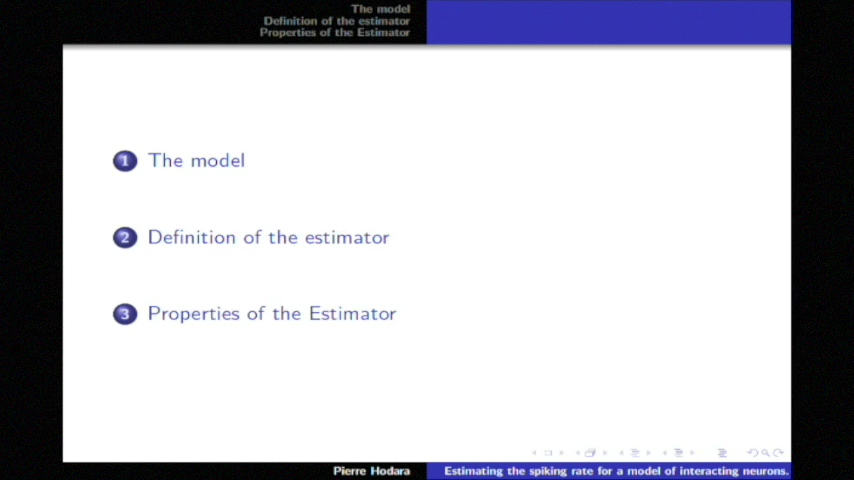 The model
Definition of the estimator
Properties of the Estimator
1 The model
2 Definition of the estimator
3 Properties of the Estimator
Pierre Hodara Estimating the spiking rate for a model of interacting neurons.